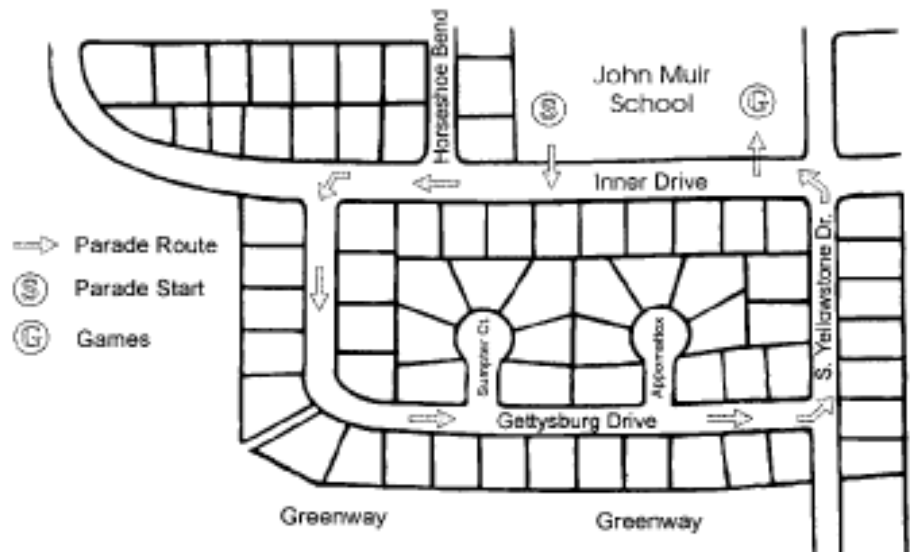 Horseshoe Bend
John Muir
School
S
G
Inner Drive
Parade Route
S
Parade Start
G
Games
S. Yellowstone Dr.
Sumpter Ct.
Appomattox
Gettysburg Drive
Greenway
Greenway